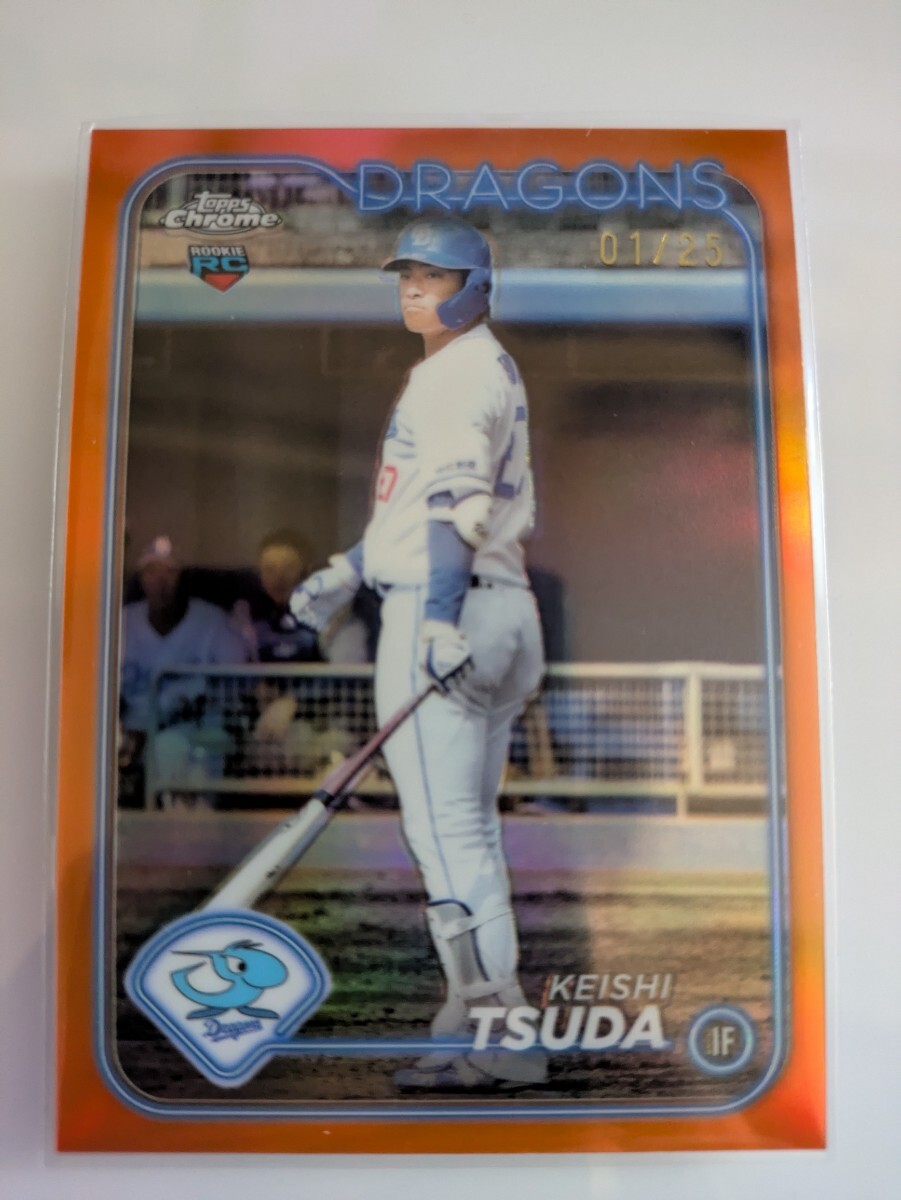 DRAGONS
Topps
Chrome
01/25
ROOKIE
RC
Dragons
KEISHI
TSUDA
IF